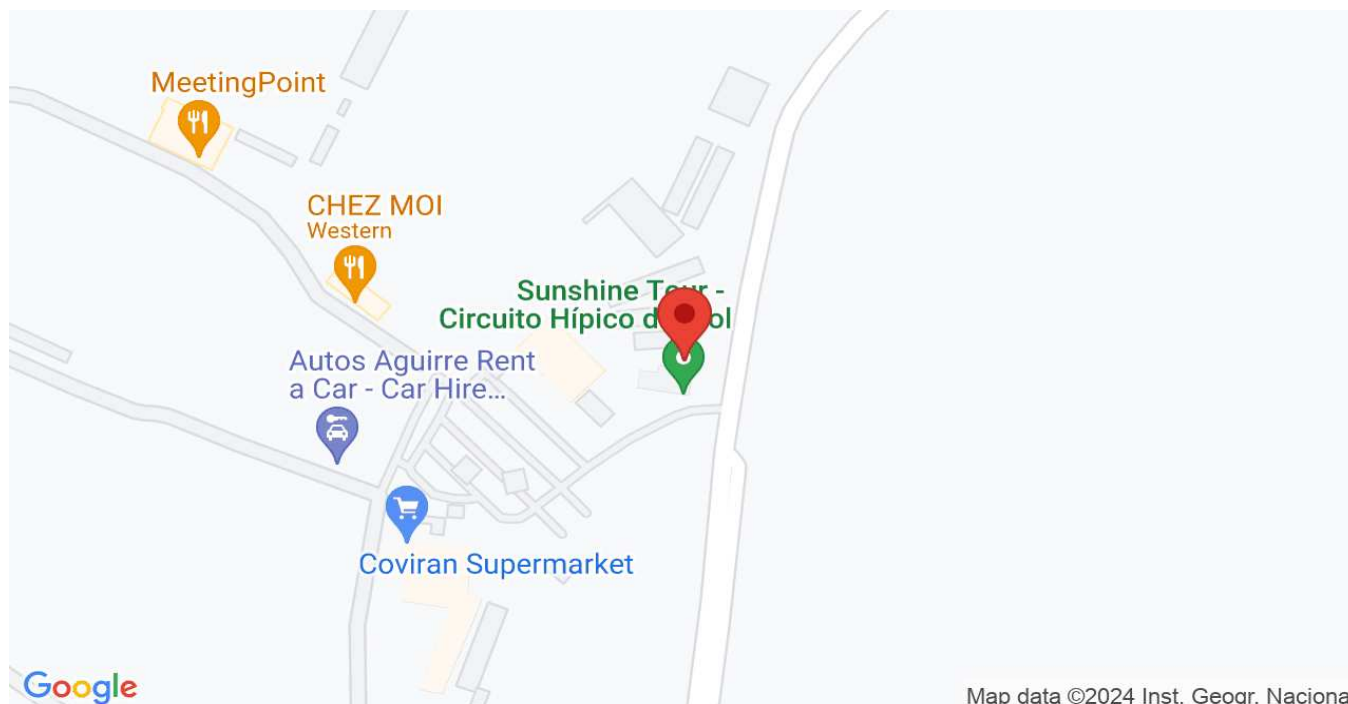 MeetingPoint
CHEZ MOI
Western
Sunshine Tour -
Circuito Hípico d ol
Autos Aguirre Rent
a Car - Car Hire...
Coviran Supermarket
Google
Map data ©2024 Inst. Geogr. Naciona